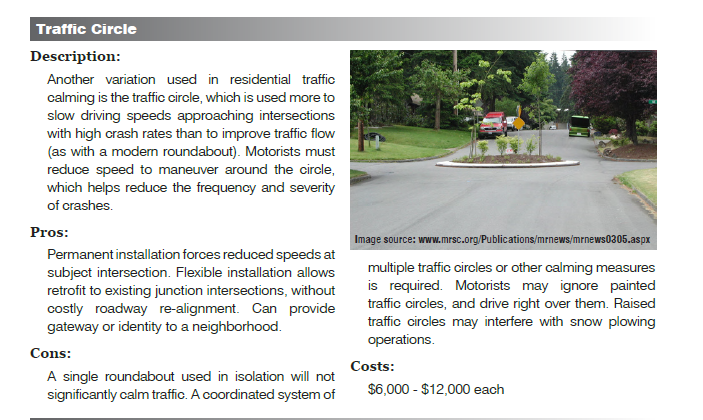 Traffic Circle
Description:
Another variation used in residential traffic
calming is the traffic circle, which is used more to
slow driving speeds approaching intersections
with high crash rates than to improve traffic flow
(as with a modern roundabout). Motorists must
reduce speed to maneuver around the circle,
which helps reduce the frequency and severity
of crashes.
Pros:
Permanent installation forces reduced speeds at
subject intersection. Flexible installation allows
retrofit to existing junction intersections, without
costly roadway re-alignment. Can provide
gateway or identity to a neighborhood.
Cons:
A single roundabout used in isolation will not
significantly calm traffic. A coordinated system of
Image source: www.mrsc.org/Publications/mrnews/mrnews0305.aspx
multiple traffic circles or other calming measures
is required. Motorists may ignore painted
traffic circles, and drive right over them. Raised
traffic circles may interfere with snow plowing
operations.
Costs:
$6,000 - $12,000 each